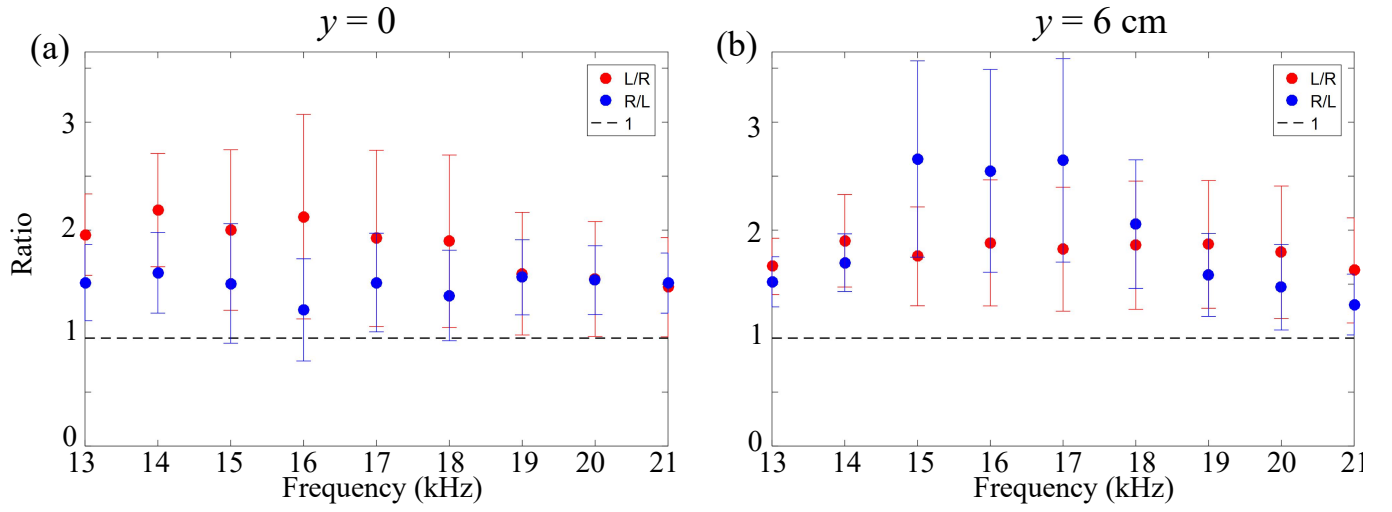 y = 0
(a)
L/R
R/L
1
3
2
1
0
Ratio
13 14 15 16 17 18 19 20 21
Frequency (kHz)
y = 6 cm
(b)
L/R
R/L
1
3
2
1
0
13 14 15 16 17 18 19 20 21
Frequency (kHz)